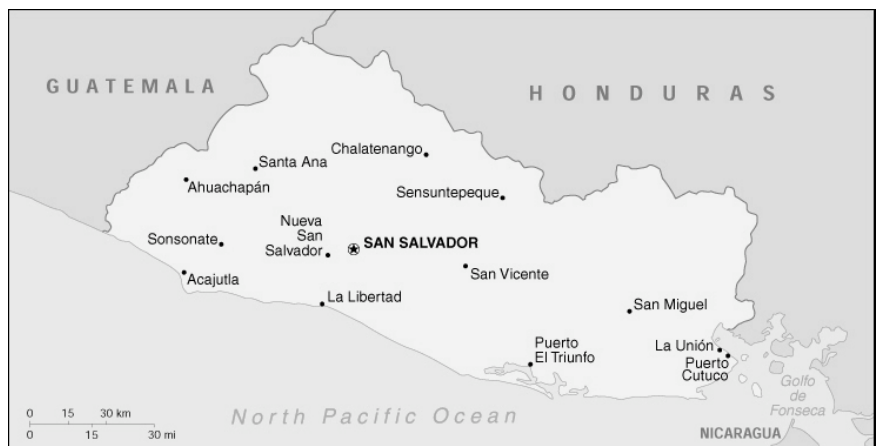 GUATEMALA
HONDURAS
Chalatenango
Santa Ana
Ahuachapán
Sensuntepeque
Nueva
San
Salvador
Sonsonate
SAN SALVADOR
San Vicente
Acajutla
La Libertad
San Miguel
Puerto
El Triunfo
La Unión
Puerto
Cutuco
Golfo
de
Fonseca
North Pacific Ocean
NICARAGUA
0 15 30 km
0 15 30 mi